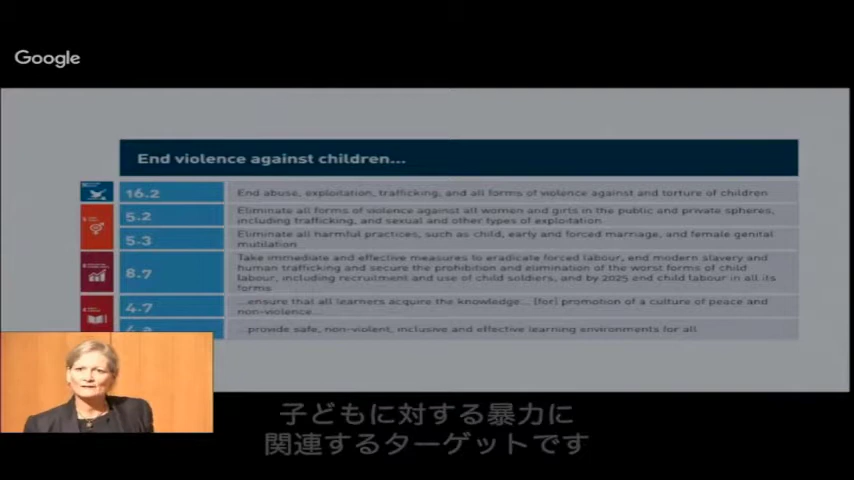 Google
End violence against children...
16.2
End abuse, exploitation, trafficking, and all forms of violence against and torture of children
5.2
Eliminate all forms of violence against all women and girls in the public and private spheres,
including trafficking, and sexual and other types of exploitation
5.3
Eliminate all harmful practices, such as child, early and forced marriage, and female genital
mutilation
8.7
Take immediate and effective measures to eradicate forced labour, end modern slavery and
human trafficking and secure the prohibition and elimination of the worst forms of child
labour, including recruitment and use of child soldiers, and by 2025 end child labour in all its
forms
4.7
...ensure that all learners acquire the knowledge... [for] promotion of a culture of peace and
non-violence...
...provide safe, non-violent, inclusive and effective learning environments for all
子どもに対する暴力に
関連するターゲットです